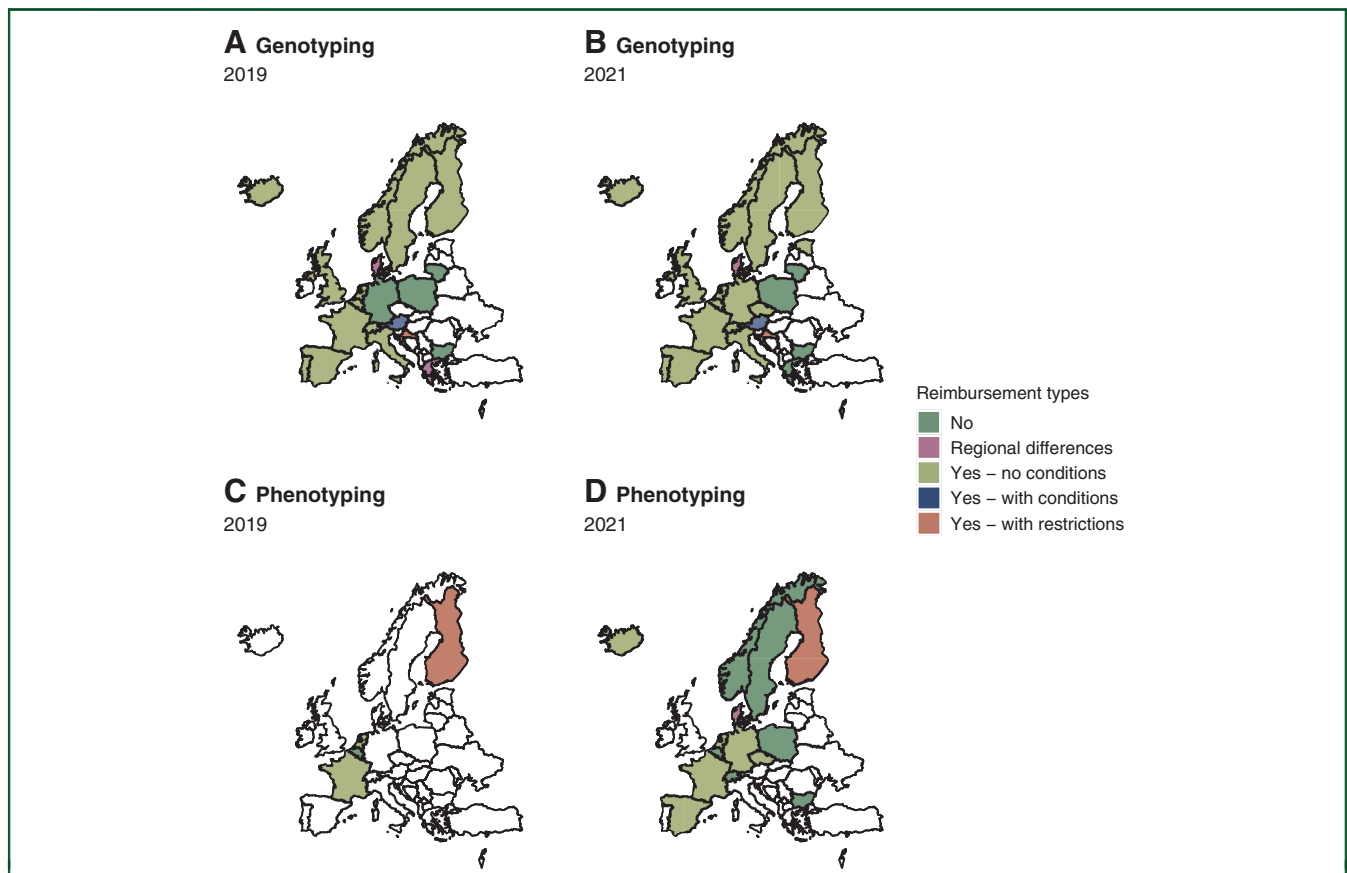 A Genotyping
2019
B Genotyping
2021
Reimbursement types
No
Regional differences
Yes – no conditions
Yes – with conditions
Yes – with restrictions
C Phenotyping
2019
D Phenotyping
2021